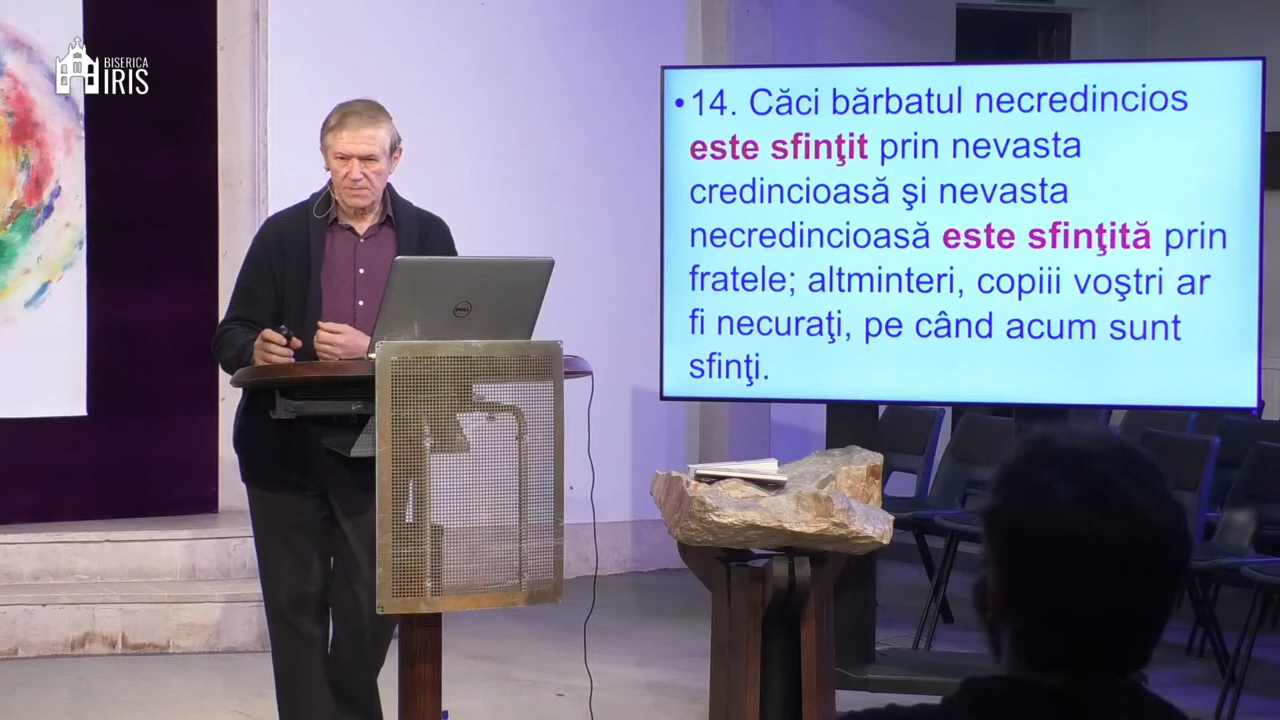 BISERICA
IRIS
•14. Căci bărbatul necredincios
este sfinţit prin nevasta
credincioasă şi nevasta
necredincioasă este sfinţită prin
fratele; altminteri, copiii voştri ar
fi necuraţi, pe când acum sunt
sfinţi.
DELL